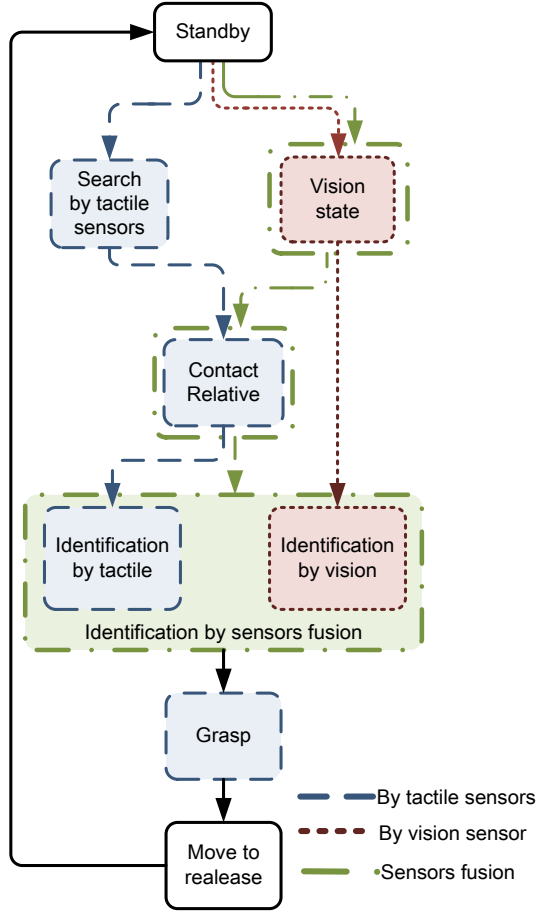 Standby
Search
by tactile
sensors
Vision
state
Contact
Relative
Identification
by tactile
Identification
by vision
Identification by sensors fusion
Grasp
Move to
realease
By tactile sensors
By vision sensor
Sensors fusion